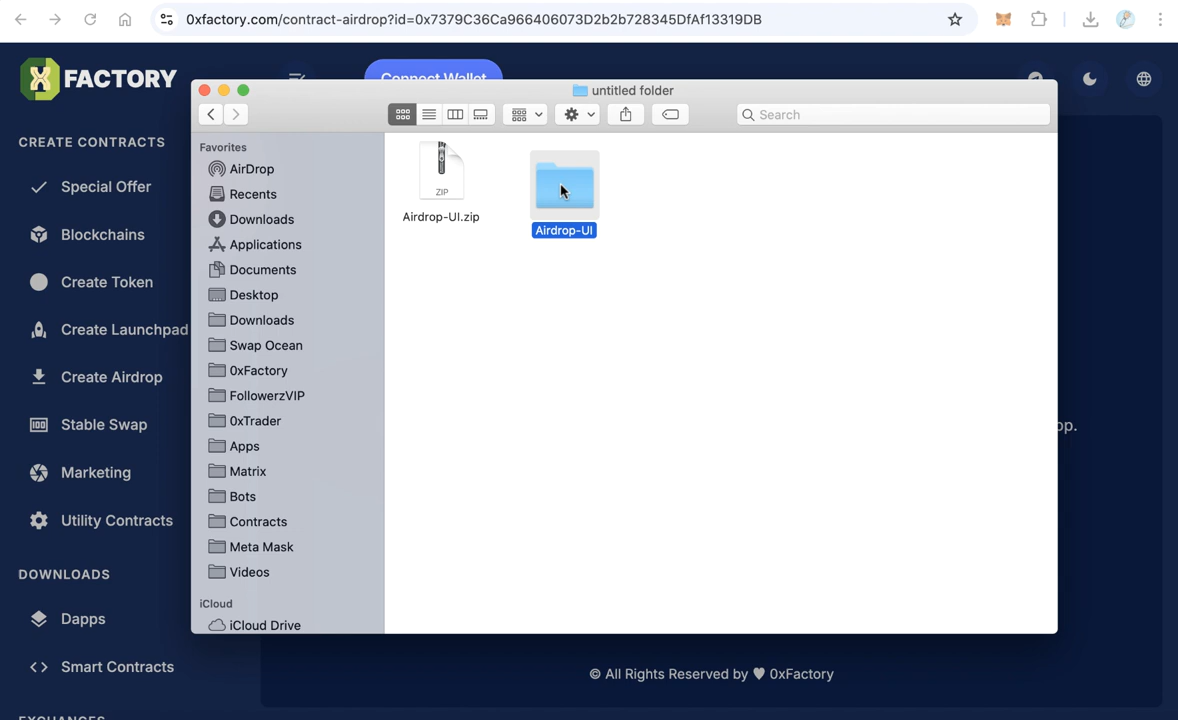 0xfactory.com/contract-airdrop?id=0x7379C36Ca966406073D2b2b728345DfAf13319DB
FACTORY
Connect Wallet
untitled folder
Search
CREATE CONTRACTS
Special Offer
Blockchains
Create Token
Create Launchpad
Create Airdrop
Stable Swap
Marketing
Utility Contracts
DOWNLOADS
Dapps
Smart Contracts
Favorites
AirDrop
Recents
Downloads
Applications
Documents
Desktop
Downloads
Swap Ocean
0xFactory
FollowerzVIP
0xTrader
Apps
Matrix
Bots
Contracts
Meta Mask
Videos
iCloud
iCloud Drive
ZIP
Airdrop-UI.zip
Airdrop-UI
© All Rights Reserved by ♥ 0xFactory